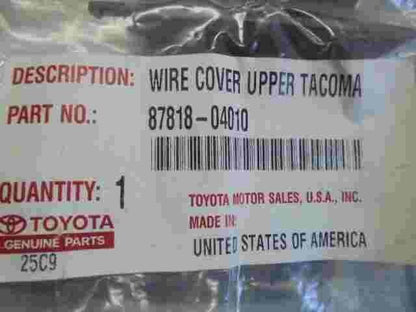 DESCRIPTION: WIRE COVER UPPER TACOMA
PART NO.: 87818-04010
QUANTITY: 1
TOYOTA MOTOR SALES, U.S.A., INC.
TOYOTA
MADE IN:
GENUINE PARTS
UNITED STATES OF AMERICA
25C9